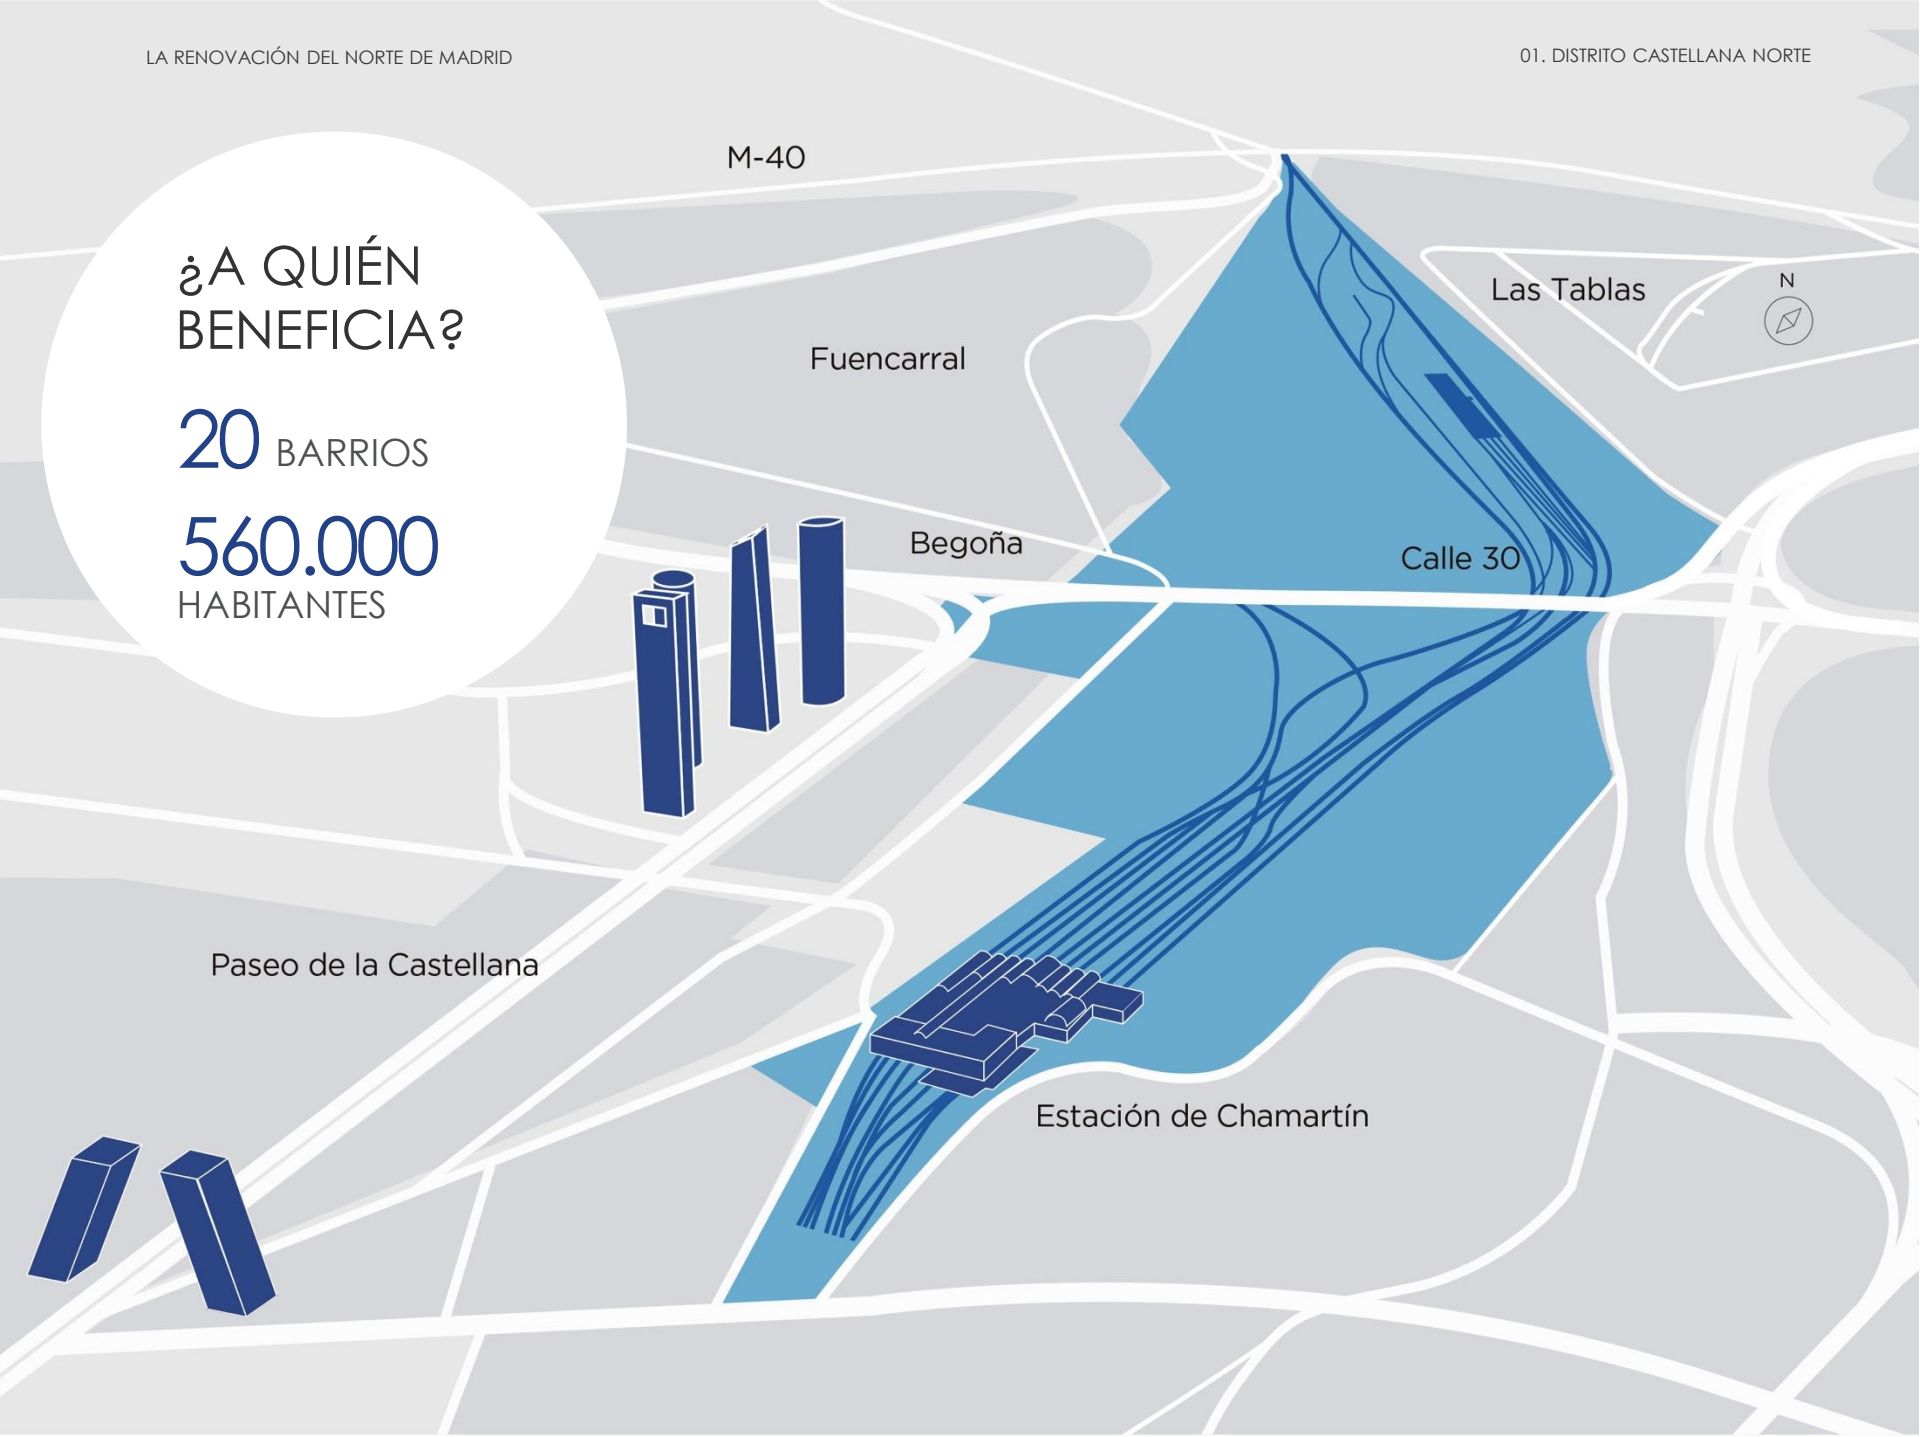 LA RENOVACIÓN DEL NORTE DE MADRID
01. DISTRITO CASTELLANA NORTE
¿A QUIÉN
BENEFICIA?
20 BARRIOS
560.000
HABITANTES
M-40
Las Tablas
N
Fuencarral
Begoña
Calle 30
Paseo de la Castellana
Estación de Chamartín